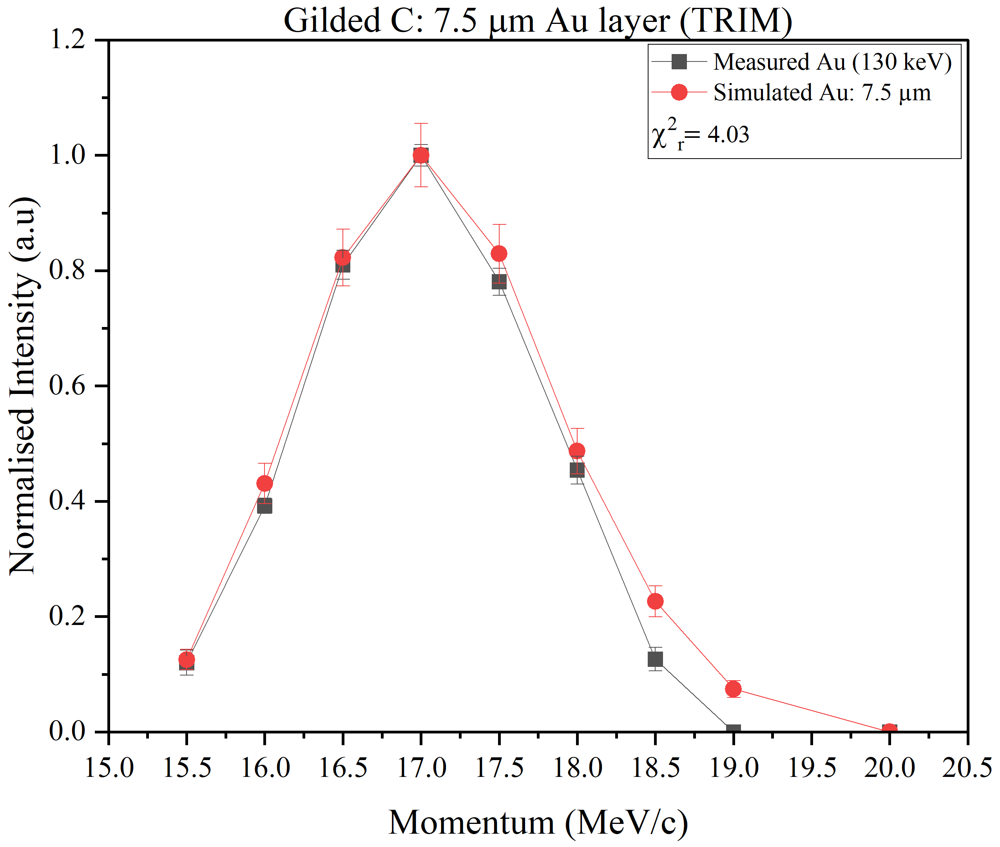 Gilded C: 7.5 μm Au layer (TRIM)
Measured Au (130 keV)
Simulated Au: 7.5 μm
χ²ᵣ= 4.03
Normalised Intensity (a.u)
1.2
1.0
0.8
0.6
0.4
0.2
0.0
15.0 15.5 16.0 16.5 17.0 17.5 18.0 18.5 19.0 19.5 20.0 20.5
Momentum (MeV/c)